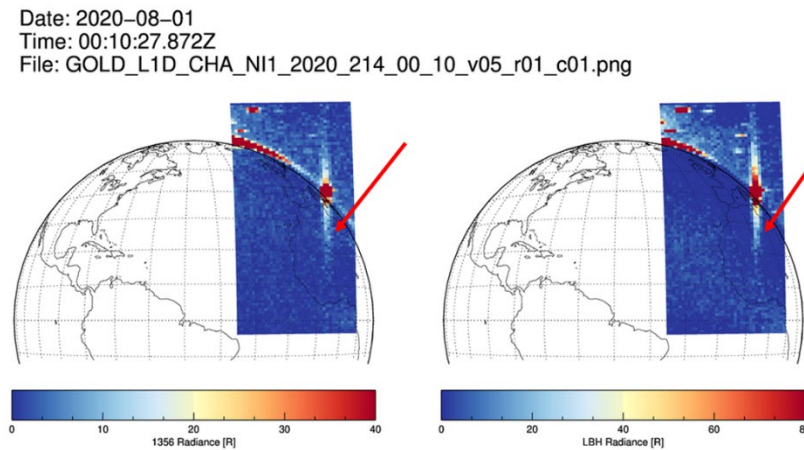 Date: 2020-08-01
Time: 00:10:27.872Z
File: GOLD_L1D_CHA_NI1_2020_214_00_10_v05_r01_c01.png
0 10 20 30 40
1356 Radiance [R]
0 20 40 60 8
LBH Radiance [R]